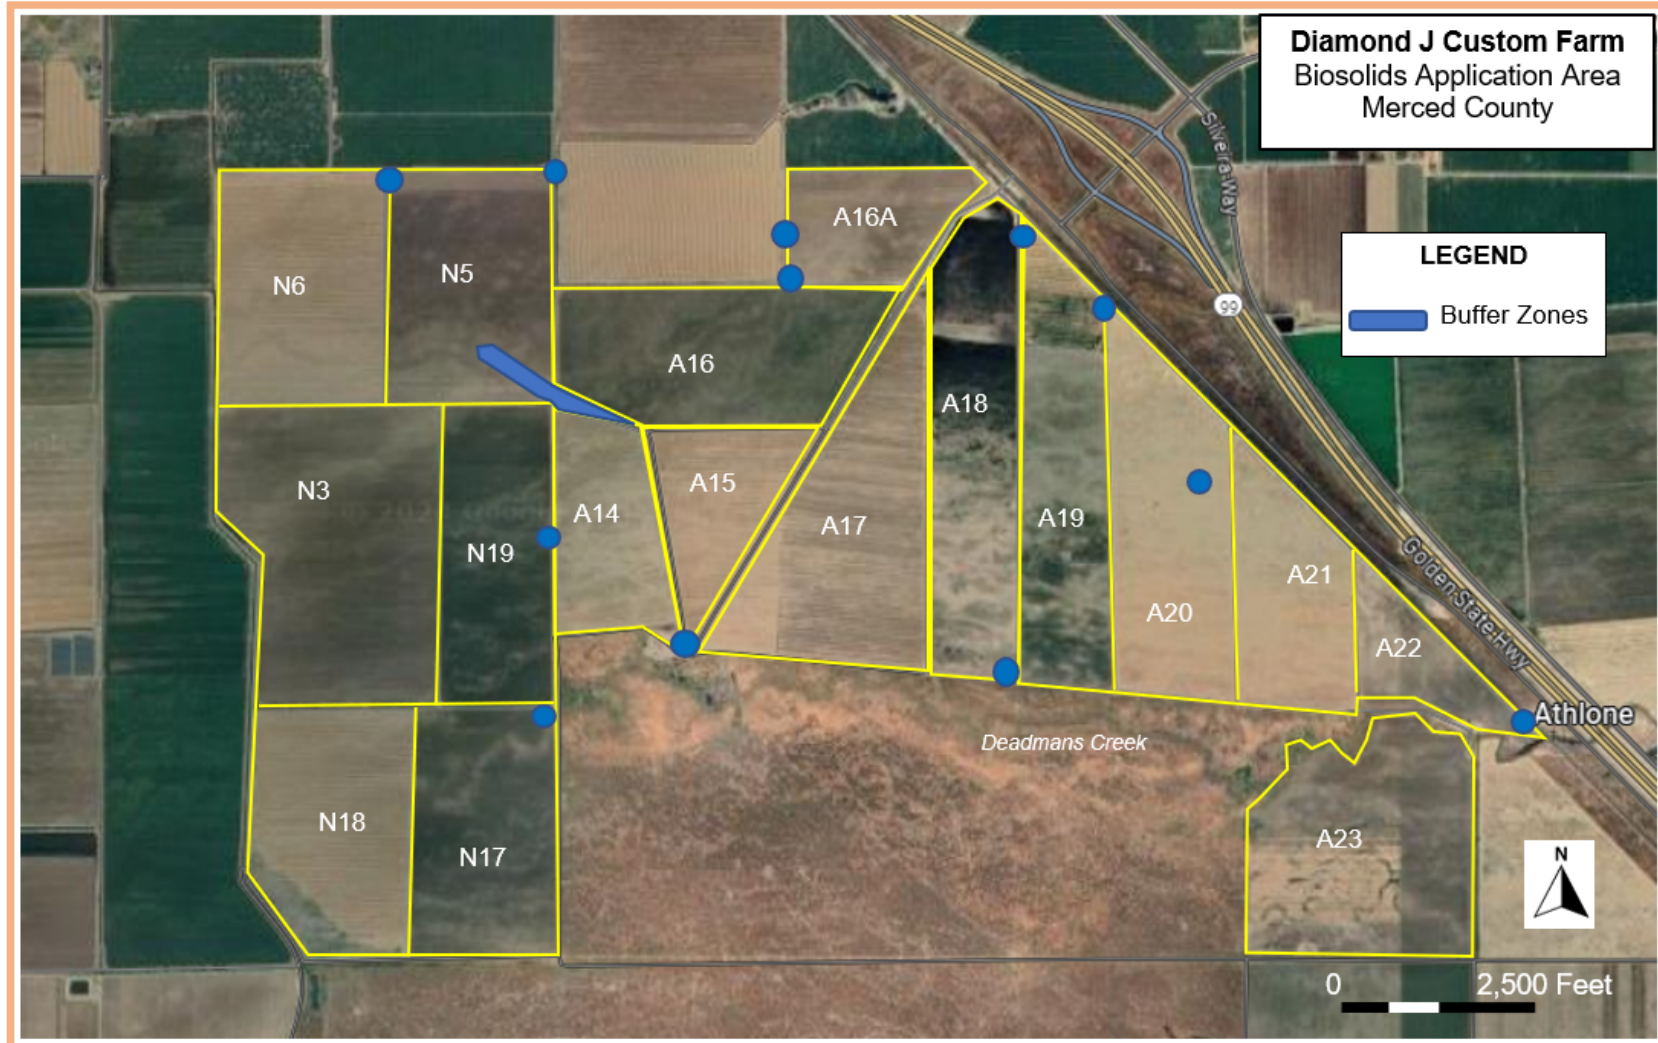 Diamond J Custom Farm
Biosolids Application Area
Merced County
Silveira Way
LEGEND
Buffer Zones
99
A16A
N6
N5
A16
A18
N3
A15
A14
A17
A19
N19
A21
A20
A22
Golden State Hwy
Athlone
Deadmans Creek
N18
A23
N17
N
0 2,500 Feet